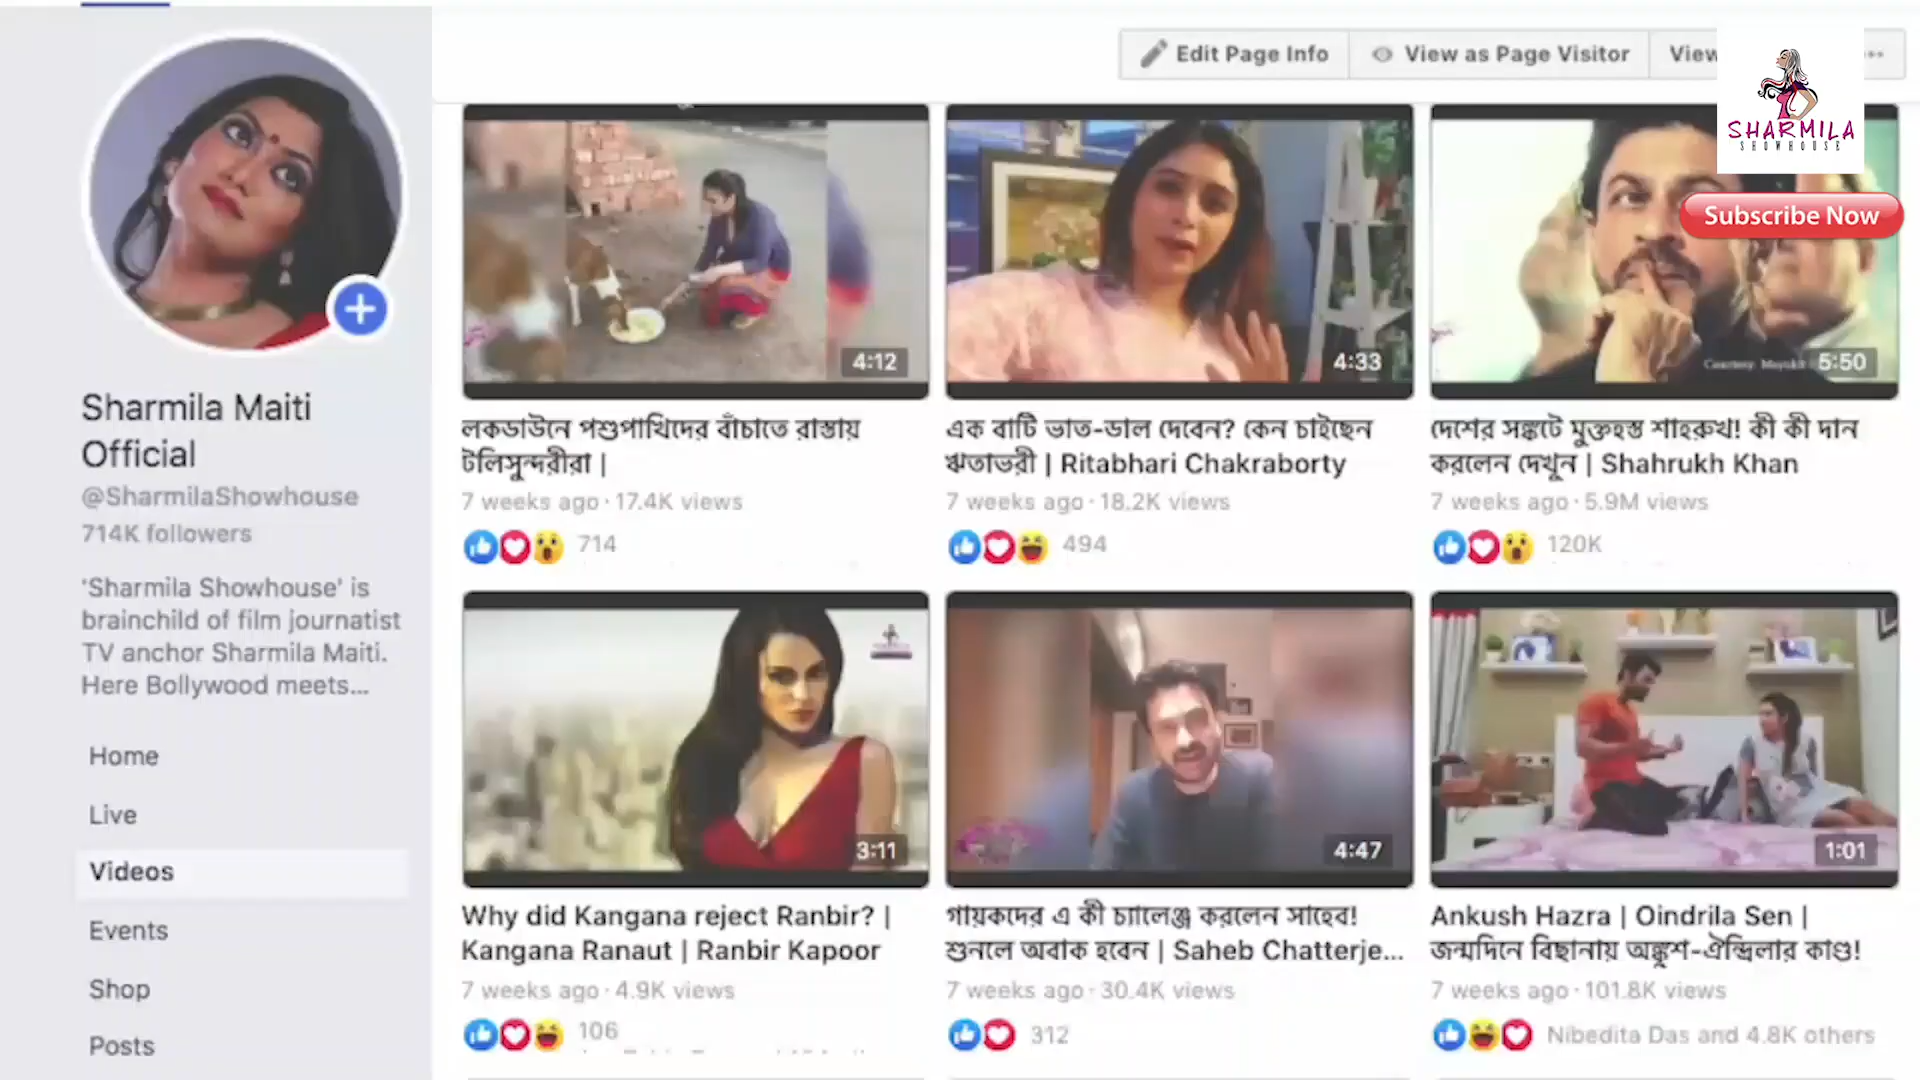 Edit Page Info
View as Page Visitor
View
SHARMILA
SHOWHOUSE
Subscribe Now
Sharmila Maiti
Official
@SharmilaShowhouse
714K followers
'Sharmila Showhouse' is
brainchild of film journatist
TV anchor Sharmila Maiti.
Here Bollywood meets...
Home
Live
Videos
Events
Shop
Posts
4:12
লকডাউনে পশুপাখিদের বাঁচাতে রাস্তায়
টলিসুন্দরীরা |
7 weeks ago · 17.4K views
714
4:33
এক বাটি ভাত-ডাল দেবেন? কেন চাইছেন
ঋতাভরী | Ritabhari Chakraborty
7 weeks ago · 18.2K views
494
Courtesy:
5:50
দেশের সঙ্কটে মুক্তহস্ত শাহরুখ! কী কী দান
করলেন দেখুন | Shahrukh Khan
7 weeks ago · 5.9M views
120K
3:11
Why did Kangana reject Ranbir? |
Kangana Ranaut | Ranbir Kapoor
7 weeks ago · 4.9K views
106
4:47
গায়কদের এ কী চ্যালেঞ্জ করলেন সাহেব!
শুনলে অবাক হবেন | Saheb Chatterje...
7 weeks ago · 30.4K views
312
1:01
Ankush Hazra | Oindrila Sen |
জন্মদিনে বিছানায় অঙ্কুশ-ঐন্দ্রিলার কাণ্ড!
7 weeks ago · 101.8K views
Nibedita Das and 4.8K others